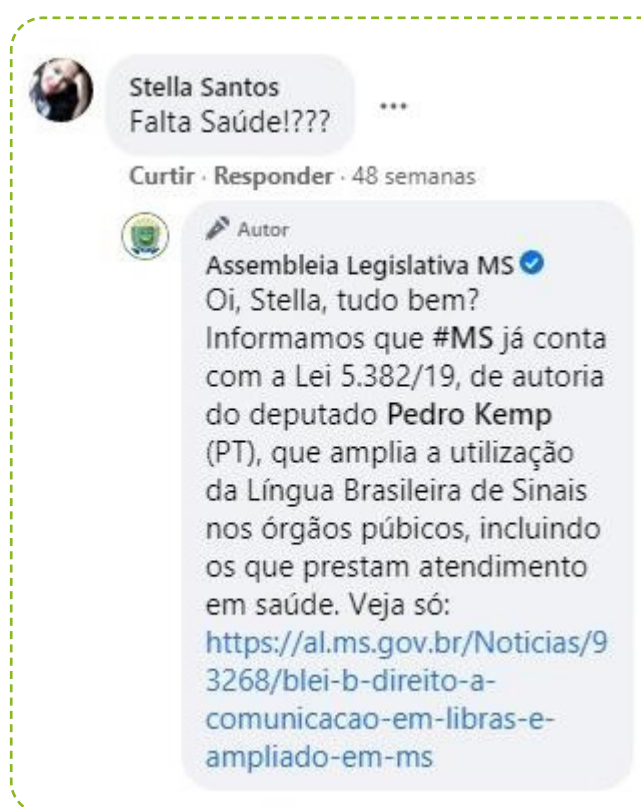 Stella Santos
Falta Saúde!???
Curtir · Responder · 48 semanas
Autor
Assembleia Legislativa MS
Oi, Stella, tudo bem?
Informamos que #MS já conta
com a Lei 5.382/19, de autoria
do deputado Pedro Kemp
(PT), que amplia a utilização
da Língua Brasileira de Sinais
nos órgãos púbicos, incluindo
os que prestam atendimento
em saúde. Veja só:
https://al.ms.gov.br/Noticias/9
3268/blei-b-direito-a-
comunicacao-em-libras-e-
ampliado-em-ms